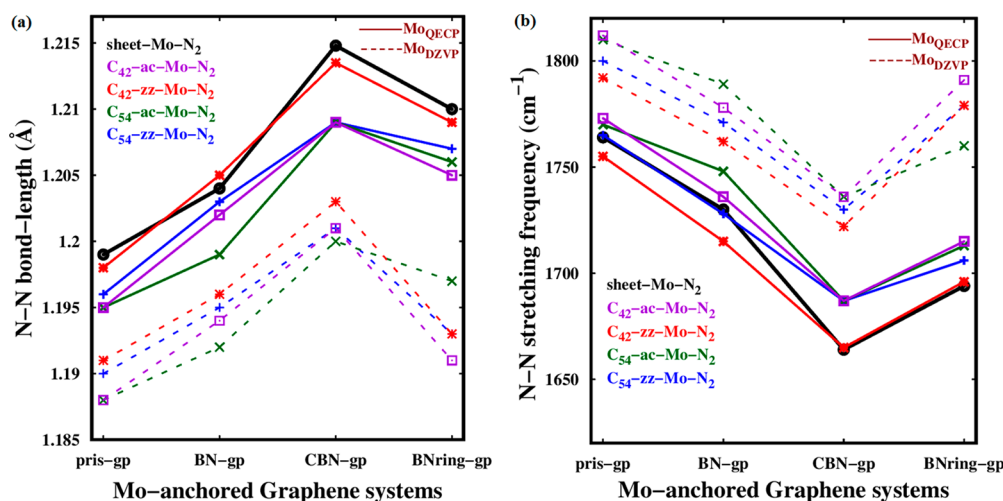 (a)
N−N bond−length (Å)
1.215
1.21
1.205
1.2
1.195
1.19
1.185
sheet−Mo−N2
C42−ac−Mo−N2
C42−zz−Mo−N2
C54−ac−Mo−N2
C54−zz−Mo−N2
MoQECP
MoDZVP
pris−gp BN−gp CBN−gp BNring−gp
Mo−anchored Graphene systems
(b)
N−N stretching frequency (cm−1)
1800
1750
1700
1650
MoQECP
MoDZVP
sheet−Mo−N2
C42−ac−Mo−N2
C42−zz−Mo−N2
C54−ac−Mo−N2
C54−zz−Mo−N2
pris−gp BN−gp CBN−gp BNring−gp
Mo−anchored Graphene systems